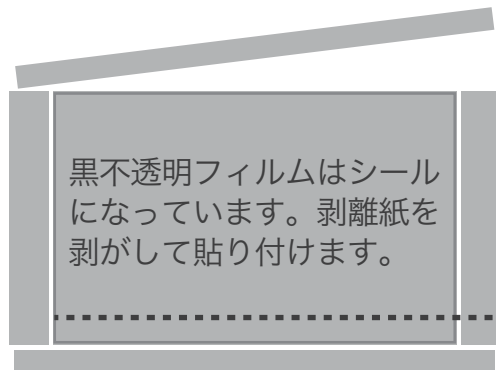 黒不透明フィルムはシール
になっています。剥離紙を
剥がして貼り付けます。